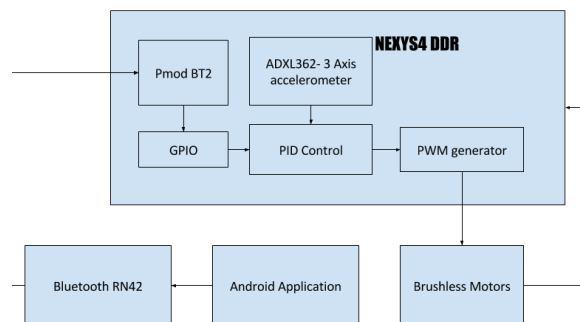 NEXYS4 DDR
Pmod BT2
ADXL362- 3 Axis
accelerometer
GPIO
PID Control
PWM generator
Bluetooth RN42
Android Application
Brushless Motors